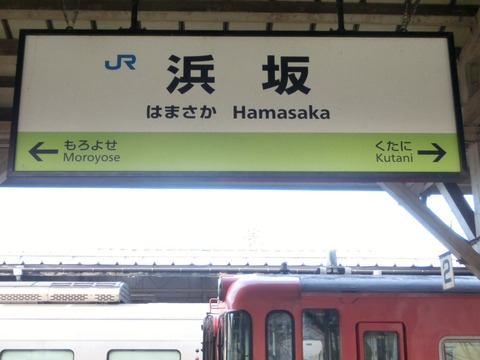 JR 浜坂
はまさか Hamasaka
← もろよせ
Moroyose
くたに →
Kutani
2